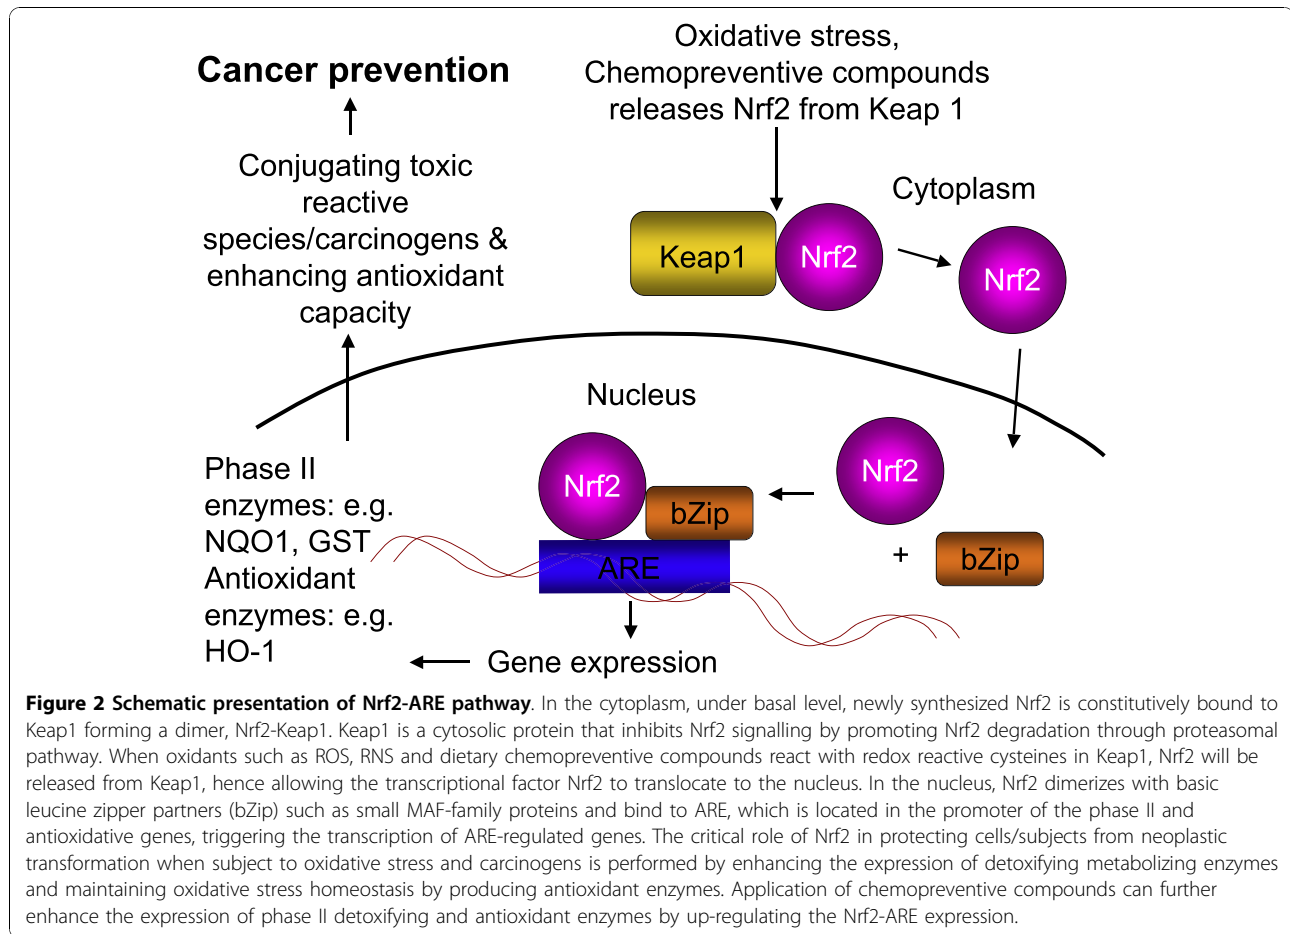 Cancer prevention
Conjugating toxic
reactive
species/carcinogens &
enhancing antioxidant
capacity
Oxidative stress,
Chemopreventive compounds
releases Nrf2 from Keap 1
Cytoplasm
Keap1
Nrf2
Nrf2
Nucleus
Nrf2
bZip
ARE
Nrf2
+
bZip
Phase II
enzymes: e.g.
NQO1, GST
Antioxidant
enzymes: e.g.
HO-1
Gene expression
Figure 2 Schematic presentation of Nrf2-ARE pathway. In the cytoplasm, under basal level, newly synthesized Nrf2 is constitutively bound to
Keap1 forming a dimer, Nrf2-Keap1. Keap1 is a cytosolic protein that inhibits Nrf2 signalling by promoting Nrf2 degradation through proteasomal
pathway. When oxidants such as ROS, RNS and dietary chemopreventive compounds react with redox reactive cysteines in Keap1, Nrf2 will be
released from Keap1, hence allowing the transcriptional factor Nrf2 to translocate to the nucleus. In the nucleus, Nrf2 dimerizes with basic
leucine zipper partners (bZip) such as small MAF-family proteins and bind to ARE, which is located in the promoter of the phase II and
antioxidative genes, triggering the transcription of ARE-regulated genes. The critical role of Nrf2 in protecting cells/subjects from neoplastic
transformation when subject to oxidative stress and carcinogens is performed by enhancing the expression of detoxifying metabolizing enzymes
and maintaining oxidative stress homeostasis by producing antioxidant enzymes. Application of chemopreventive compounds can further
enhance the expression of phase II detoxifying and antioxidant enzymes by up-regulating the Nrf2-ARE expression.